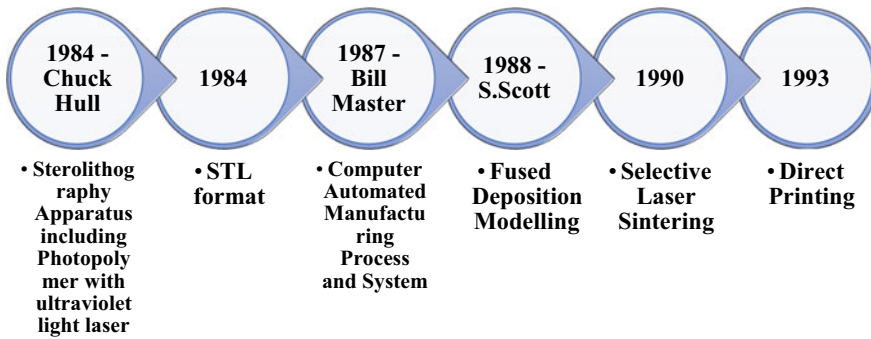 1984 -
Chuck
Hull
1984
1987 -
Bill
Master
1988 -
S.Scott
1990
1993
• Sterolithog
raphy
Apparatus
including
Photopoly
mer with
ultraviolet
light laser
• STL
format
• Computer
Automated
Manufactu
ring
Process
and System
• Fused
Deposition
Modelling
• Selective
Laser
Sintering
• Direct
Printing